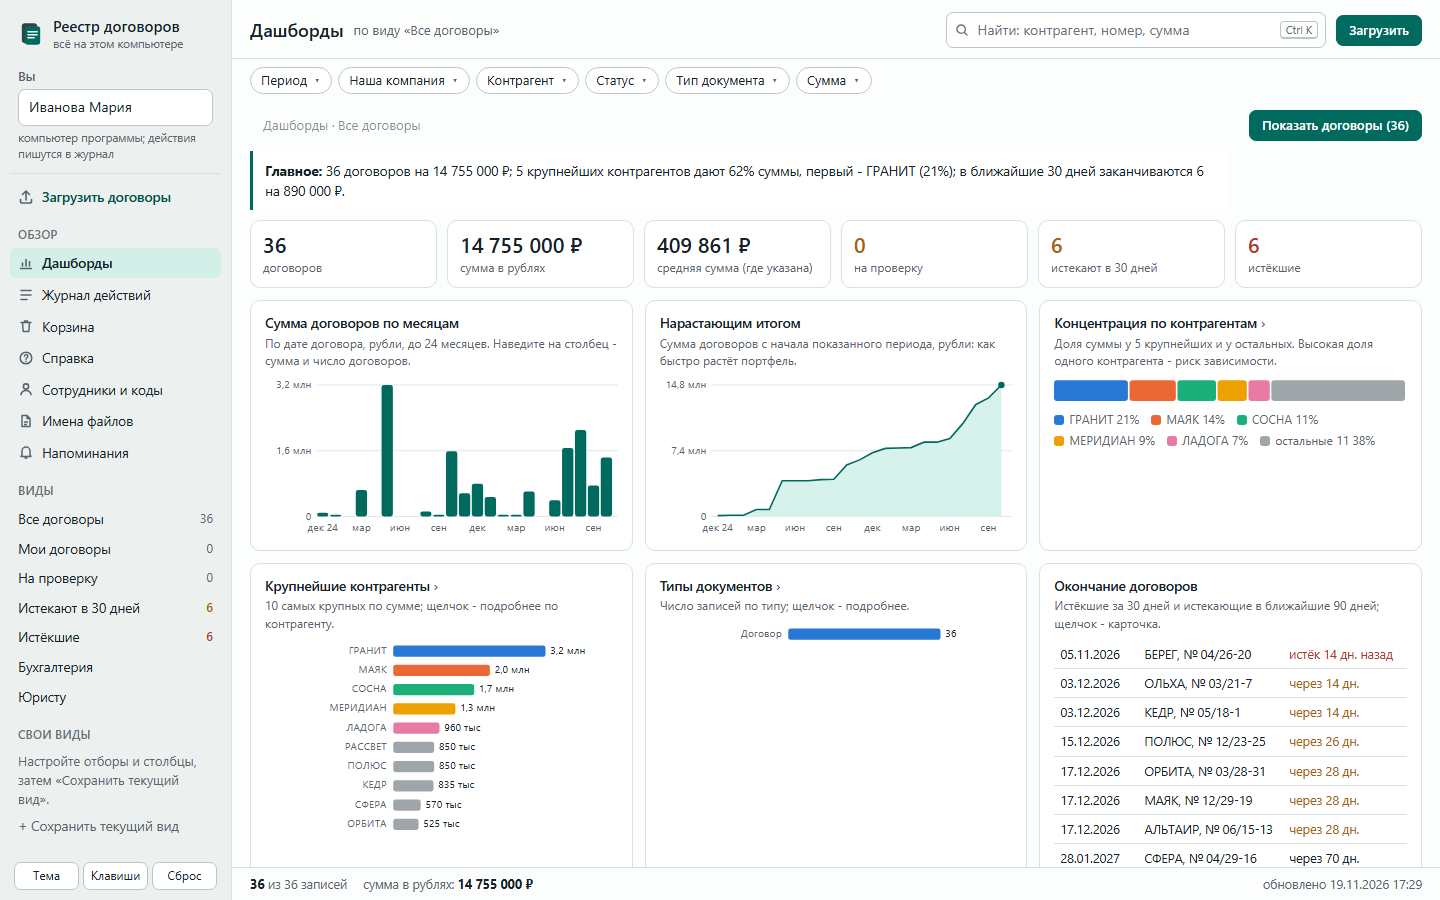 Реестр договоров
всё на этом компьютере
Вы
Иванова Мария
компьютер программы; действия
пишутся в журнал
Загрузить договоры
ОБЗОР
Дашборды
Журнал действий
Корзина
Справка
Сотрудники и коды
Имена файлов
Напоминания
ВИДЫ
Все договоры 36
Мои договоры 0
На проверку 0
Истекают в 30 дней 6
Истёкшие 6
Бухгалтерия
Юристу
СВОИ ВИДЫ
Настройте отборы и столбцы,
затем «Сохранить текущий
вид».
+ Сохранить текущий вид
Тема Клавиши Сброс
Дашборды по виду «Все договоры»
Найти: контрагент, номер, сумма Ctrl K
Загрузить
Период Наша компания Контрагент Статус Тип документа Сумма
Дашборды · Все договоры
Показать договоры (36)
Главное: 36 договоров на 14 755 000 ₽; 5 крупнейших контрагентов дают 62% суммы, первый - ГРАНИТ (21%); в ближайшие 30 дней заканчиваются 6
на 890 000 ₽.
36
договоров
14 755 000 ₽
сумма в рублях
409 861 ₽
средняя сумма (где указана)
0
на проверку
6
истекают в 30 дней
6
истёкшие
Сумма договоров по месяцам
По дате договора, рубли, до 24 месяцев. Наведите на столбец -
сумма и число договоров.
3,2 млн
1,6 млн
0
дек 24 мар июн сен дек мар июн сен
Нарастающим итогом
Сумма договоров с начала показанного периода, рубли: как
быстро растёт портфель.
14,8 млн
7,4 млн
0
дек 24 мар июн сен дек мар июн сен
Концентрация по контрагентам ›
Доля суммы у 5 крупнейших и у остальных. Высокая доля
одного контрагента - риск зависимости.
ГРАНИТ 21% МАЯК 14% СОСНА 11%
МЕРИДИАН 9% ЛАДОГА 7% остальные 11 38%
Крупнейшие контрагенты ›
10 самых крупных по сумме; щелчок - подробнее по
контрагенту.
ГРАНИТ 3,2 млн
МАЯК 2,0 млн
СОСНА 1,7 млн
МЕРИДИАН 1,3 млн
ЛАДОГА 960 тыс
РАССВЕТ 850 тыс
ПОЛЮС 850 тыс
КЕДР 835 тыс
СФЕРА 570 тыс
ОРБИТА 525 тыс
Типы документов ›
Число записей по типу; щелчок - подробнее.
Договор 36
Окончание договоров
Истёкшие за 30 дней и истекающие в ближайшие 90 дней;
щелчок - карточка.
05.11.2026 БЕРЕГ, № 04/26-20 истёк 14 дн. назад
03.12.2026 ОЛЬХА, № 03/21-7 через 14 дн.
03.12.2026 КЕДР, № 05/18-1 через 14 дн.
15.12.2026 ПОЛЮС, № 12/23-25 через 26 дн.
17.12.2026 ОРБИТА, № 03/28-31 через 28 дн.
17.12.2026 МАЯК, № 12/29-19 через 28 дн.
17.12.2026 АЛЬТАИР, № 06/15-13 через 28 дн.
28.01.2027 СФЕРА, № 04/29-16 через 70 дн.
36 из 36 записей сумма в рублях: 14 755 000 ₽
обновлено 19.11.2026 17:29